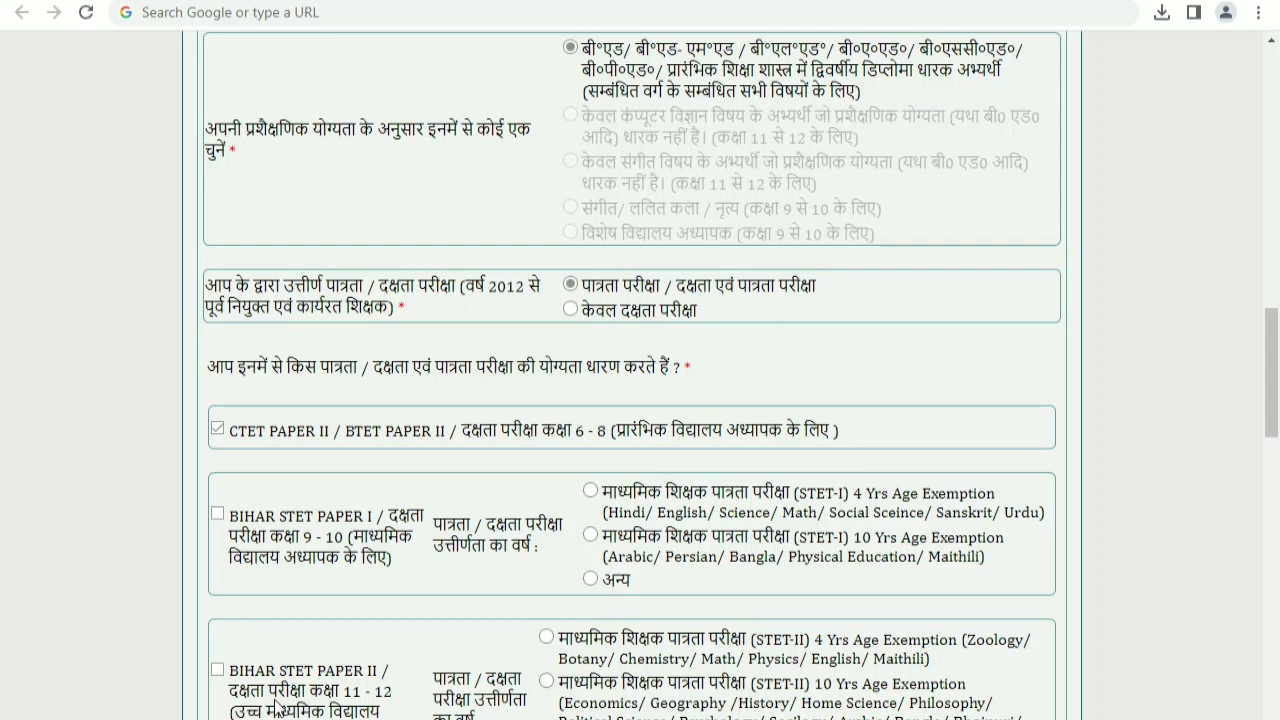 Search Google or type a URL
बी०एड/ बी०एड- एम०एड / बी०एल०एड०/ बी०ए०एड०/ बी०एससी०एड०/
बी०पी०एड०/ प्रारंभिक शिक्षा शास्त्र में द्विवर्षीय डिप्लोमा धारक अभ्यर्थी
(सम्बंधित वर्ग के सम्बंधित सभी विषयों के लिए)
केवल कंप्यूटर विज्ञान विषय के अभ्यर्थी जो प्रशैक्षणिक योग्यता (यथा बी0 एड0
आदि) धारक नहीं है। (कक्षा 11 से 12 के लिए)
अपनी प्रशैक्षणिक योग्यता के अनुसार इनमें से कोई एक
चुनें *
केवल संगीत विषय के अभ्यर्थी जो प्रशैक्षणिक योग्यता (यथा बी0 एड0 आदि)
धारक नहीं है। (कक्षा 11 से 12 के लिए)
संगीत/ ललित कला / नृत्य (कक्षा 9 से 10 के लिए)
विशेष विद्यालय अध्यापक (कक्षा 9 से 10 के लिए)
आप के द्वारा उत्तीर्ण पात्रता / दक्षता परीक्षा (वर्ष 2012 से
पूर्व नियुक्त एवं कार्यरत शिक्षक) *
पात्रता परीक्षा / दक्षता एवं पात्रता परीक्षा
केवल दक्षता परीक्षा
आप इनमें से किस पात्रता / दक्षता एवं पात्रता परीक्षा की योग्यता धारण करते हैं ? *
CTET PAPER II / BTET PAPER II / दक्षता परीक्षा कक्षा 6 - 8 (प्रारंभिक विद्यालय अध्यापक के लिए )
BIHAR STET PAPER I / दक्षता
परीक्षा कक्षा 9 - 10 (माध्यमिक
विद्यालय अध्यापक के लिए)
पात्रता / दक्षता परीक्षा
उत्तीर्णता का वर्ष :
माध्यमिक शिक्षक पात्रता परीक्षा (STET-I) 4 Yrs Age Exemption
(Hindi/ English/ Science/ Math/ Social Sceince/ Sanskrit/ Urdu)
माध्यमिक शिक्षक पात्रता परीक्षा (STET-I) 10 Yrs Age Exemption
(Arabic/ Persian/ Bangla/ Physical Education/ Maithili)
अन्य
BIHAR STET PAPER II /
दक्षता परीक्षा कक्षा 11 - 12
(उच्च माध्यमिक विद्यालय
पात्रता / दक्षता
परीक्षा उत्तीर्णता
का वर्ष
माध्यमिक शिक्षक पात्रता परीक्षा (STET-II) 4 Yrs Age Exemption (Zoology/
Botany/ Chemistry/ Math/ Physics/ English/ Maithili)
माध्यमिक शिक्षक पात्रता परीक्षा (STET-II) 10 Yrs Age Exemption
(Economics/ Geography /History/ Home Science/ Philosophy/